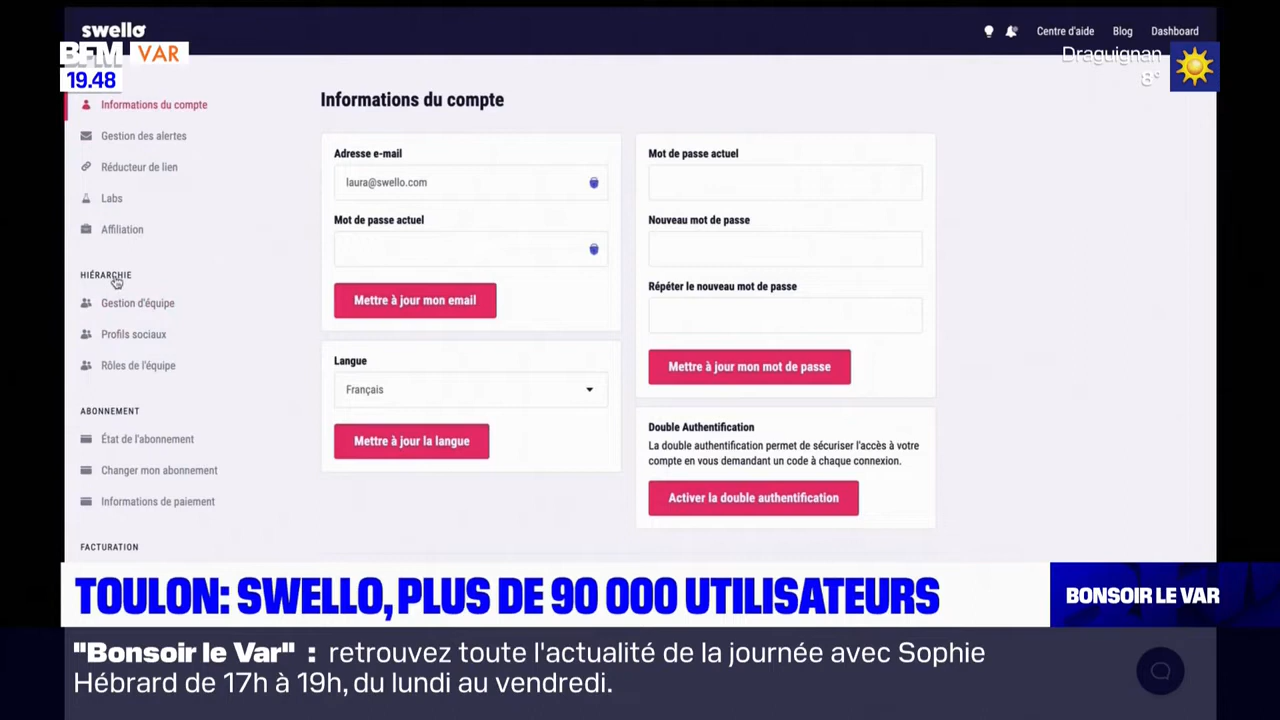 swello
Centre d'aide
Blog
Dashboard
BFM VAR
19.48
Draguignan
8°
Informations du compte
Gestion des alertes
Réducteur de lien
Labs
Affiliation
HIÉRARCHIE
Gestion d'équipe
Profils sociaux
Rôles de l'équipe
ABONNEMENT
État de l'abonnement
Changer mon abonnement
Informations de paiement
FACTURATION
Informations du compte
Adresse e-mail
laura@swello.com
Mot de passe actuel
Mettre à jour mon email
Langue
Français
Mettre à jour la langue
Mot de passe actuel
Nouveau mot de passe
Répéter le nouveau mot de passe
Mettre à jour mon mot de passe
Double Authentification
La double authentification permet de sécuriser l'accès à votre
compte en vous demandant un code à chaque connexion.
Activer la double authentification
TOULON: SWELLO, PLUS DE 90 000 UTILISATEURS
BONSOIR LE VAR
"Bonsoir le Var" : retrouvez toute l'actualité de la journée avec Sophie
Hébrard de 17h à 19h, du lundi au vendredi.